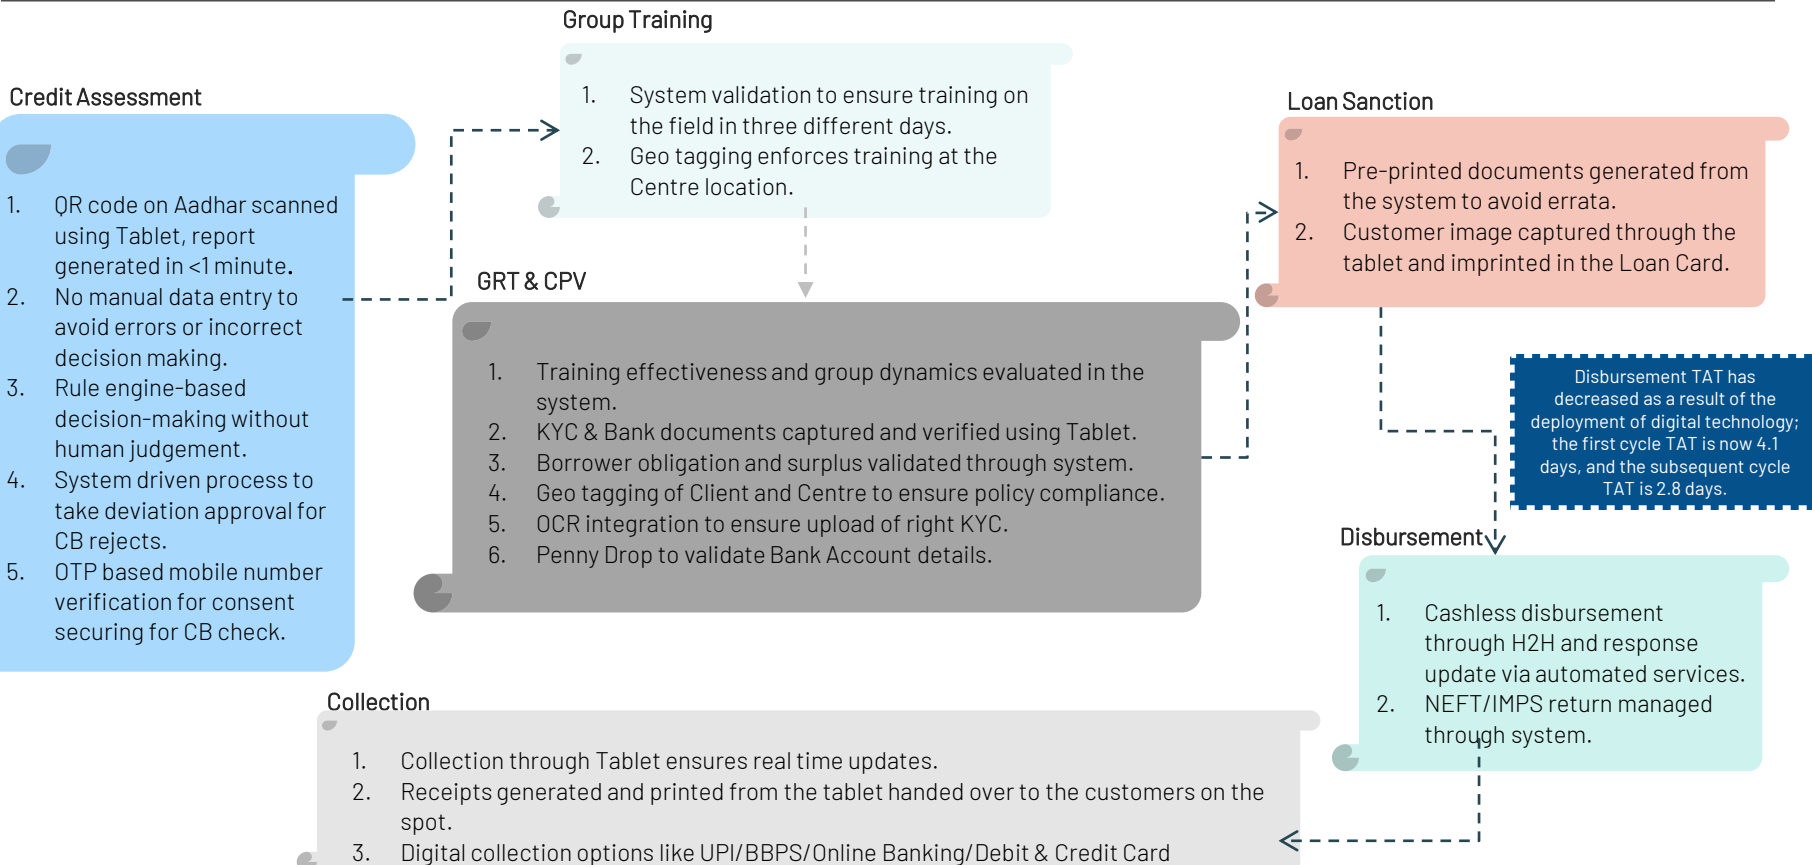 Group Training
1. System validation to ensure training on
the field in three different days.
2. Geo tagging enforces training at the
Centre location.
Credit Assessment
1. QR code on Aadhar scanned
using Tablet, report
generated in <1 minute.
2. No manual data entry to
avoid errors or incorrect
decision making.
3. Rule engine-based
decision-making without
human judgement.
4. System driven process to
take deviation approval for
CB rejects.
5. OTP based mobile number
verification for consent
securing for CB check.
GRT & CPV
1. Training effectiveness and group dynamics evaluated in the
system.
2. KYC & Bank documents captured and verified using Tablet.
3. Borrower obligation and surplus validated through system.
4. Geo tagging of Client and Centre to ensure policy compliance.
5. OCR integration to ensure upload of right KYC.
6. Penny Drop to validate Bank Account details.
Loan Sanction
1. Pre-printed documents generated from
the system to avoid errata.
2. Customer image captured through the
tablet and imprinted in the Loan Card.
Disbursement TAT has
decreased as a result of the
deployment of digital technology;
the first cycle TAT is now 4.1
days, and the subsequent cycle
TAT is 2.8 days.
Disbursement
1. Cashless disbursement
through H2H and response
update via automated services.
2. NEFT/IMPS return managed
through system.
Collection
1. Collection through Tablet ensures real time updates.
2. Receipts generated and printed from the tablet handed over to the customers on the
spot.
3. Digital collection options like UPI/BBPS/Online Banking/Debit & Credit Card